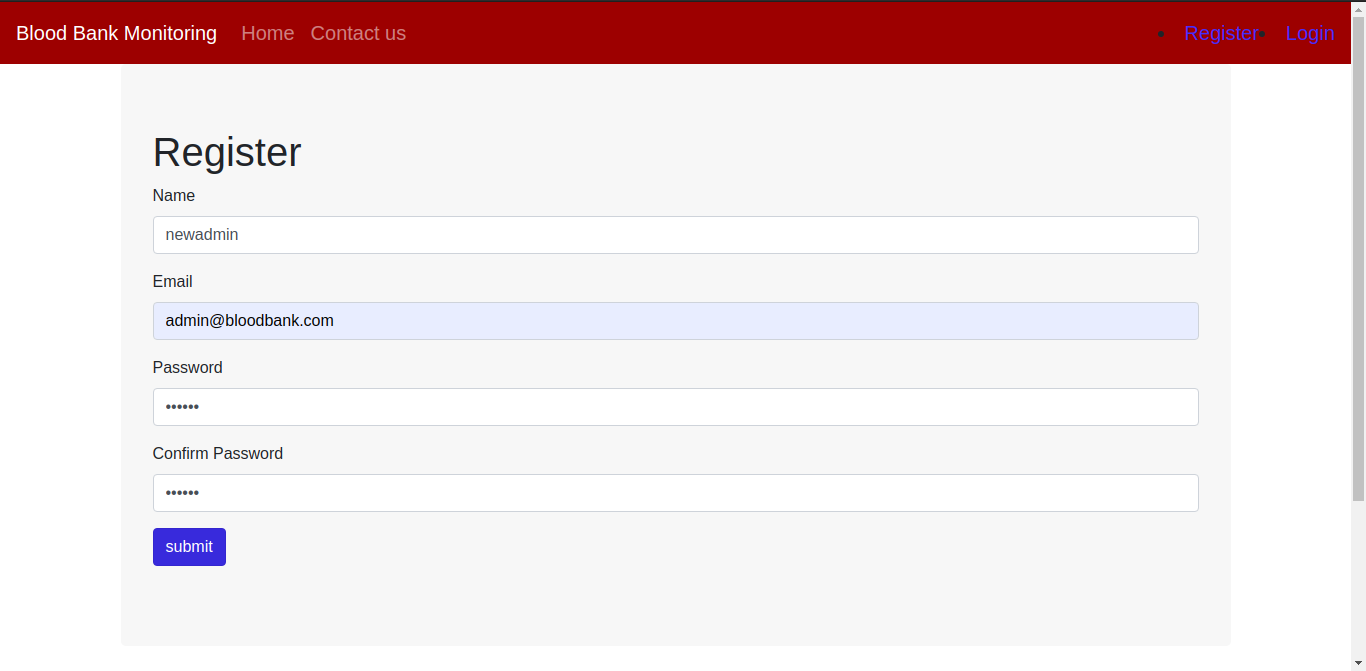 Blood Bank Monitoring Home Contact us • Register • Login
Register
Name
newadmin
Email
admin@bloodbank.com
Password
••••••
Confirm Password
••••••
submit